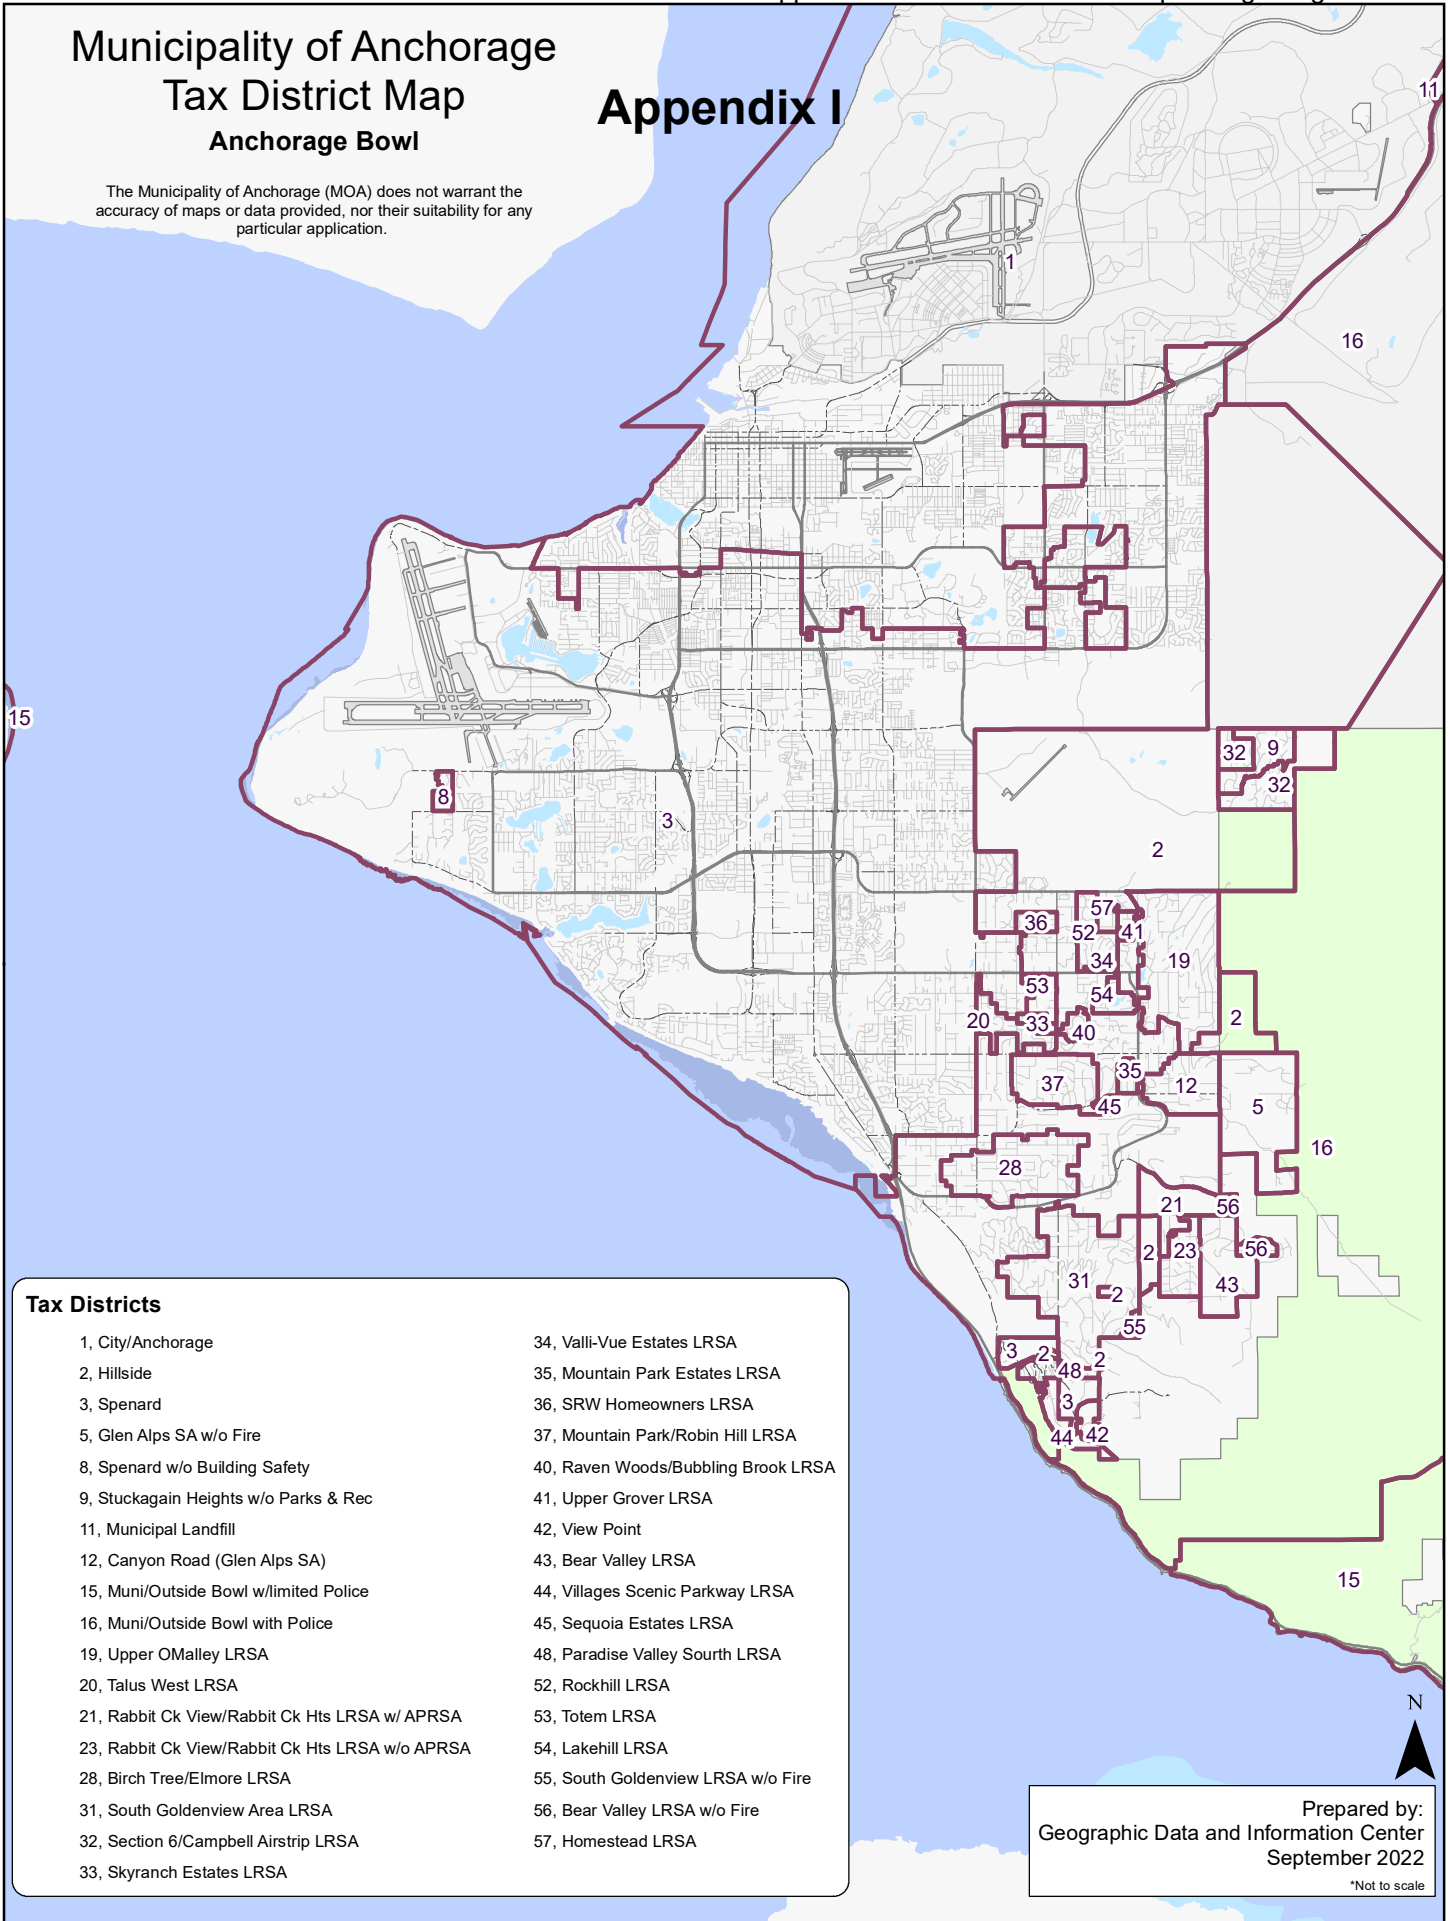 Municipality of Anchorage
Tax District Map
Anchorage Bowl
Appendix I
The Municipality of Anchorage (MOA) does not warrant the
accuracy of maps or data provided, nor their suitability for any
particular application.
11
1
16
15
32
9
32
8
3
2
57
36
52
41
34
19
53
54
20
33
40
2
35
37
12
45
5
16
28
21
56
2
23
56
31
43
2
55
3
2
2
48
3
44
42
15
Tax Districts
1, City/Anchorage
2, Hillside
3, Spenard
5, Glen Alps SA w/o Fire
8, Spenard w/o Building Safety
9, Stuckagain Heights w/o Parks & Rec
11, Municipal Landfill
12, Canyon Road (Glen Alps SA)
15, Muni/Outside Bowl w/limited Police
16, Muni/Outside Bowl with Police
19, Upper OMalley LRSA
20, Talus West LRSA
21, Rabbit Ck View/Rabbit Ck Hts LRSA w/ APRSA
23, Rabbit Ck View/Rabbit Ck Hts LRSA w/o APRSA
28, Birch Tree/Elmore LRSA
31, South Goldenview Area LRSA
32, Section 6/Campbell Airstrip LRSA
33, Skyranch Estates LRSA
34, Valli-Vue Estates LRSA
35, Mountain Park Estates LRSA
36, SRW Homeowners LRSA
37, Mountain Park/Robin Hill LRSA
40, Raven Woods/Bubbling Brook LRSA
41, Upper Grover LRSA
42, View Point
43, Bear Valley LRSA
44, Villages Scenic Parkway LRSA
45, Sequoia Estates LRSA
48, Paradise Valley Sourth LRSA
52, Rockhill LRSA
53, Totem LRSA
54, Lakehill LRSA
55, South Goldenview LRSA w/o Fire
56, Bear Valley LRSA w/o Fire
57, Homestead LRSA
N
Prepared by:
Geographic Data and Information Center
September 2022
*Not to scale